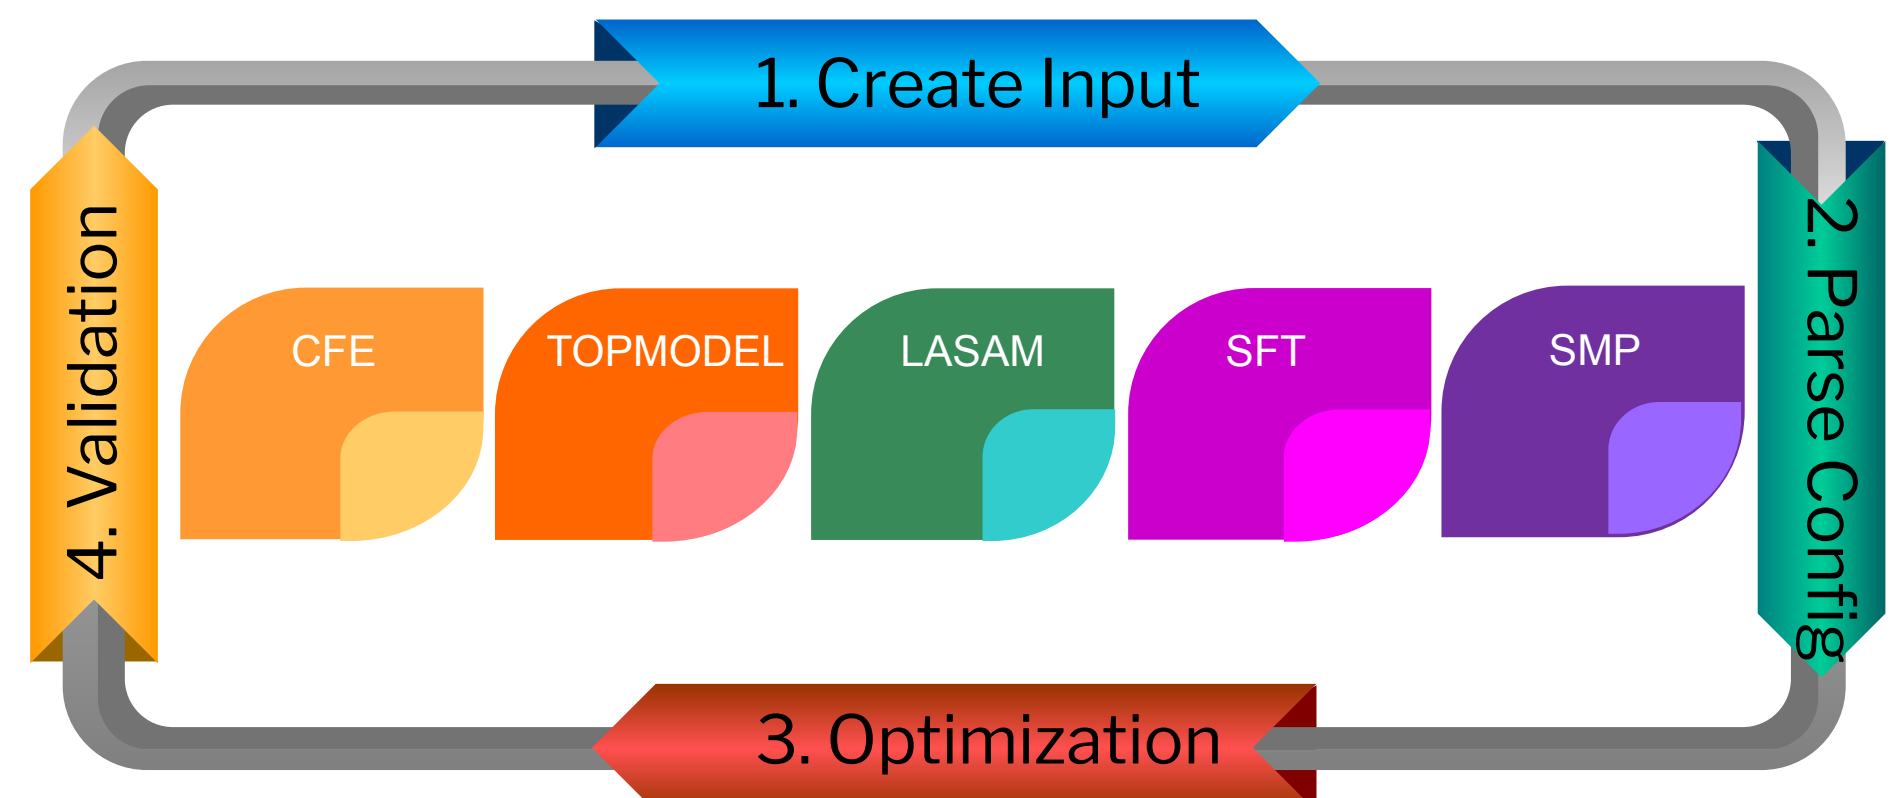 1. Create Input
2. Parse Config
CFE
TOPMODEL
LASAM
SFT
SMP
3. Optimization
4. Validation